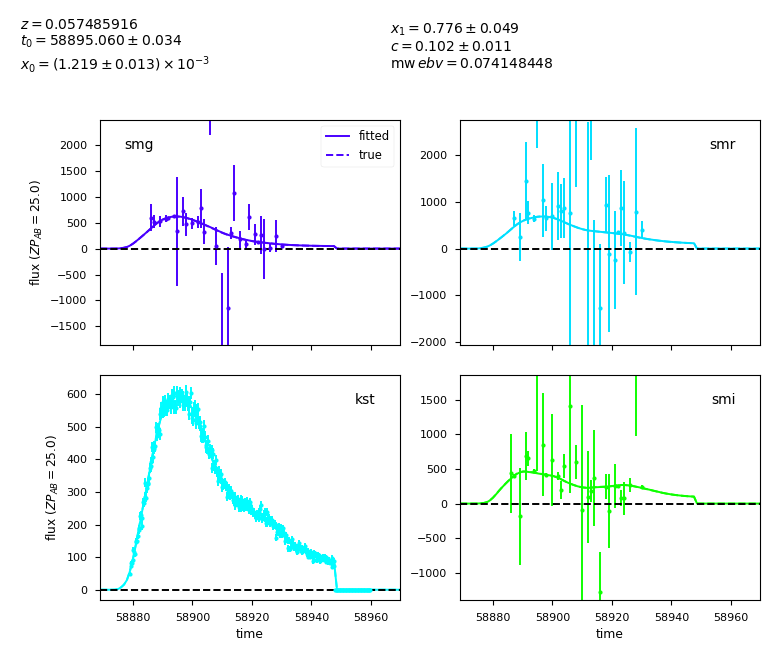 z = 0.057485916
t₀ = 58895.060 ± 0.034
x₀ = (1.219 ± 0.013) × 10⁻³
x₁ = 0.776 ± 0.049
c = 0.102 ± 0.011
mw ebv = 0.074148448
smg
fitted
true
2000
1500
1000
500
0
−500
−1000
−1500
flux (ZP_AB = 25.0)
smr
2000
1000
0
−1000
−2000
kst
600
500
400
300
200
100
0
flux (ZP_AB = 25.0)
58880 58900 58920 58940 58960
time
smi
1500
1000
500
0
−500
−1000
58880 58900 58920 58940 58960
time